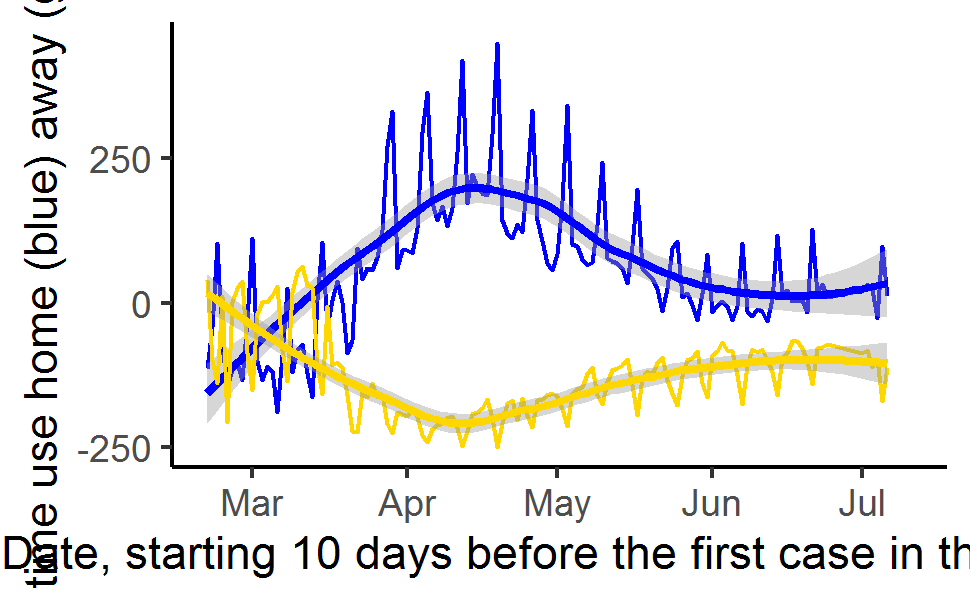 time use home (blue) away (
250
0
-250
Mar Apr May Jun Jul
Date, starting 10 days before the first case in th